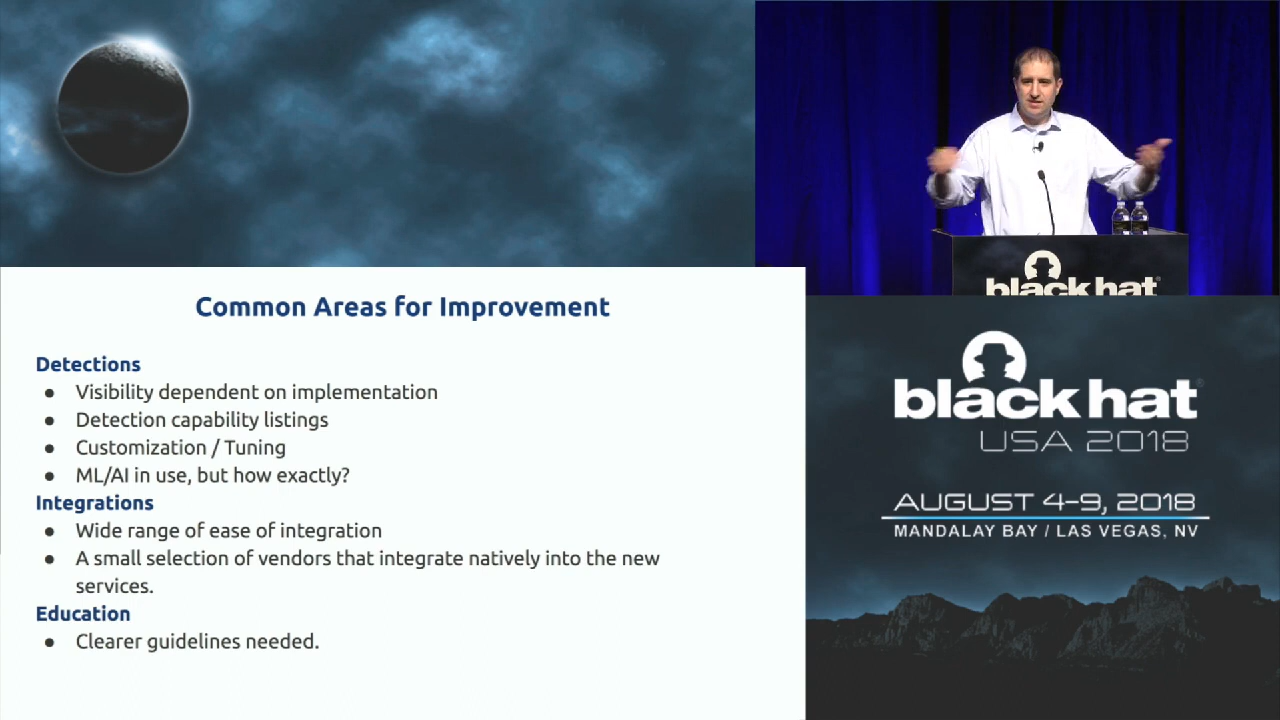 Common Areas for Improvement
Detections
● Visibility dependent on implementation
● Detection capability listings
● Customization / Tuning
● ML/AI in use, but how exactly?
Integrations
● Wide range of ease of integration
● A small selection of vendors that integrate natively into the new
services.
Education
● Clearer guidelines needed.
black hat
black hat
USA 2018
AUGUST 4-9, 2018
MANDALAY BAY / LAS VEGAS, NV